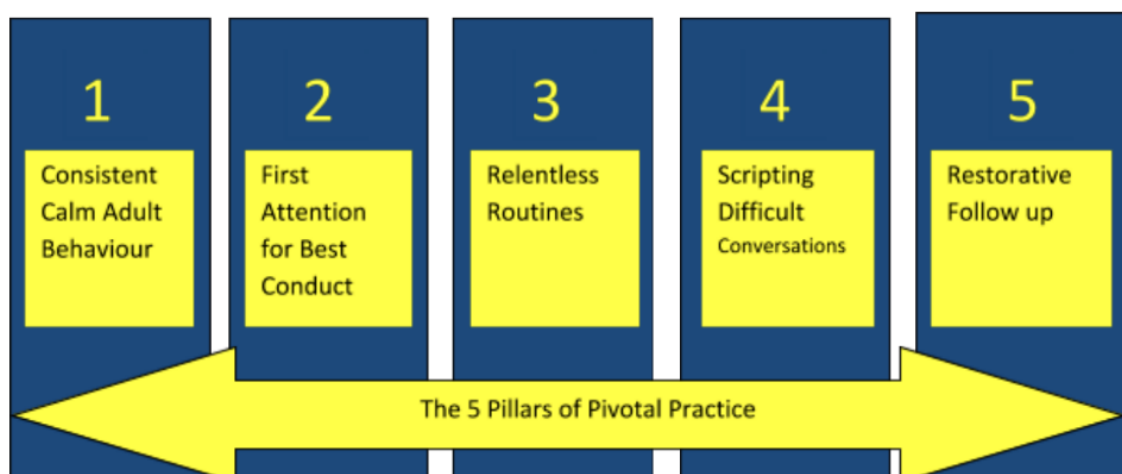 1
Consistent
Calm Adult
Behaviour
2
First
Attention
for Best
Conduct
3
Relentless
Routines
4
Scripting
Difficult
Conversations
5
Restorative
Follow up
The 5 Pillars of Pivotal Practice